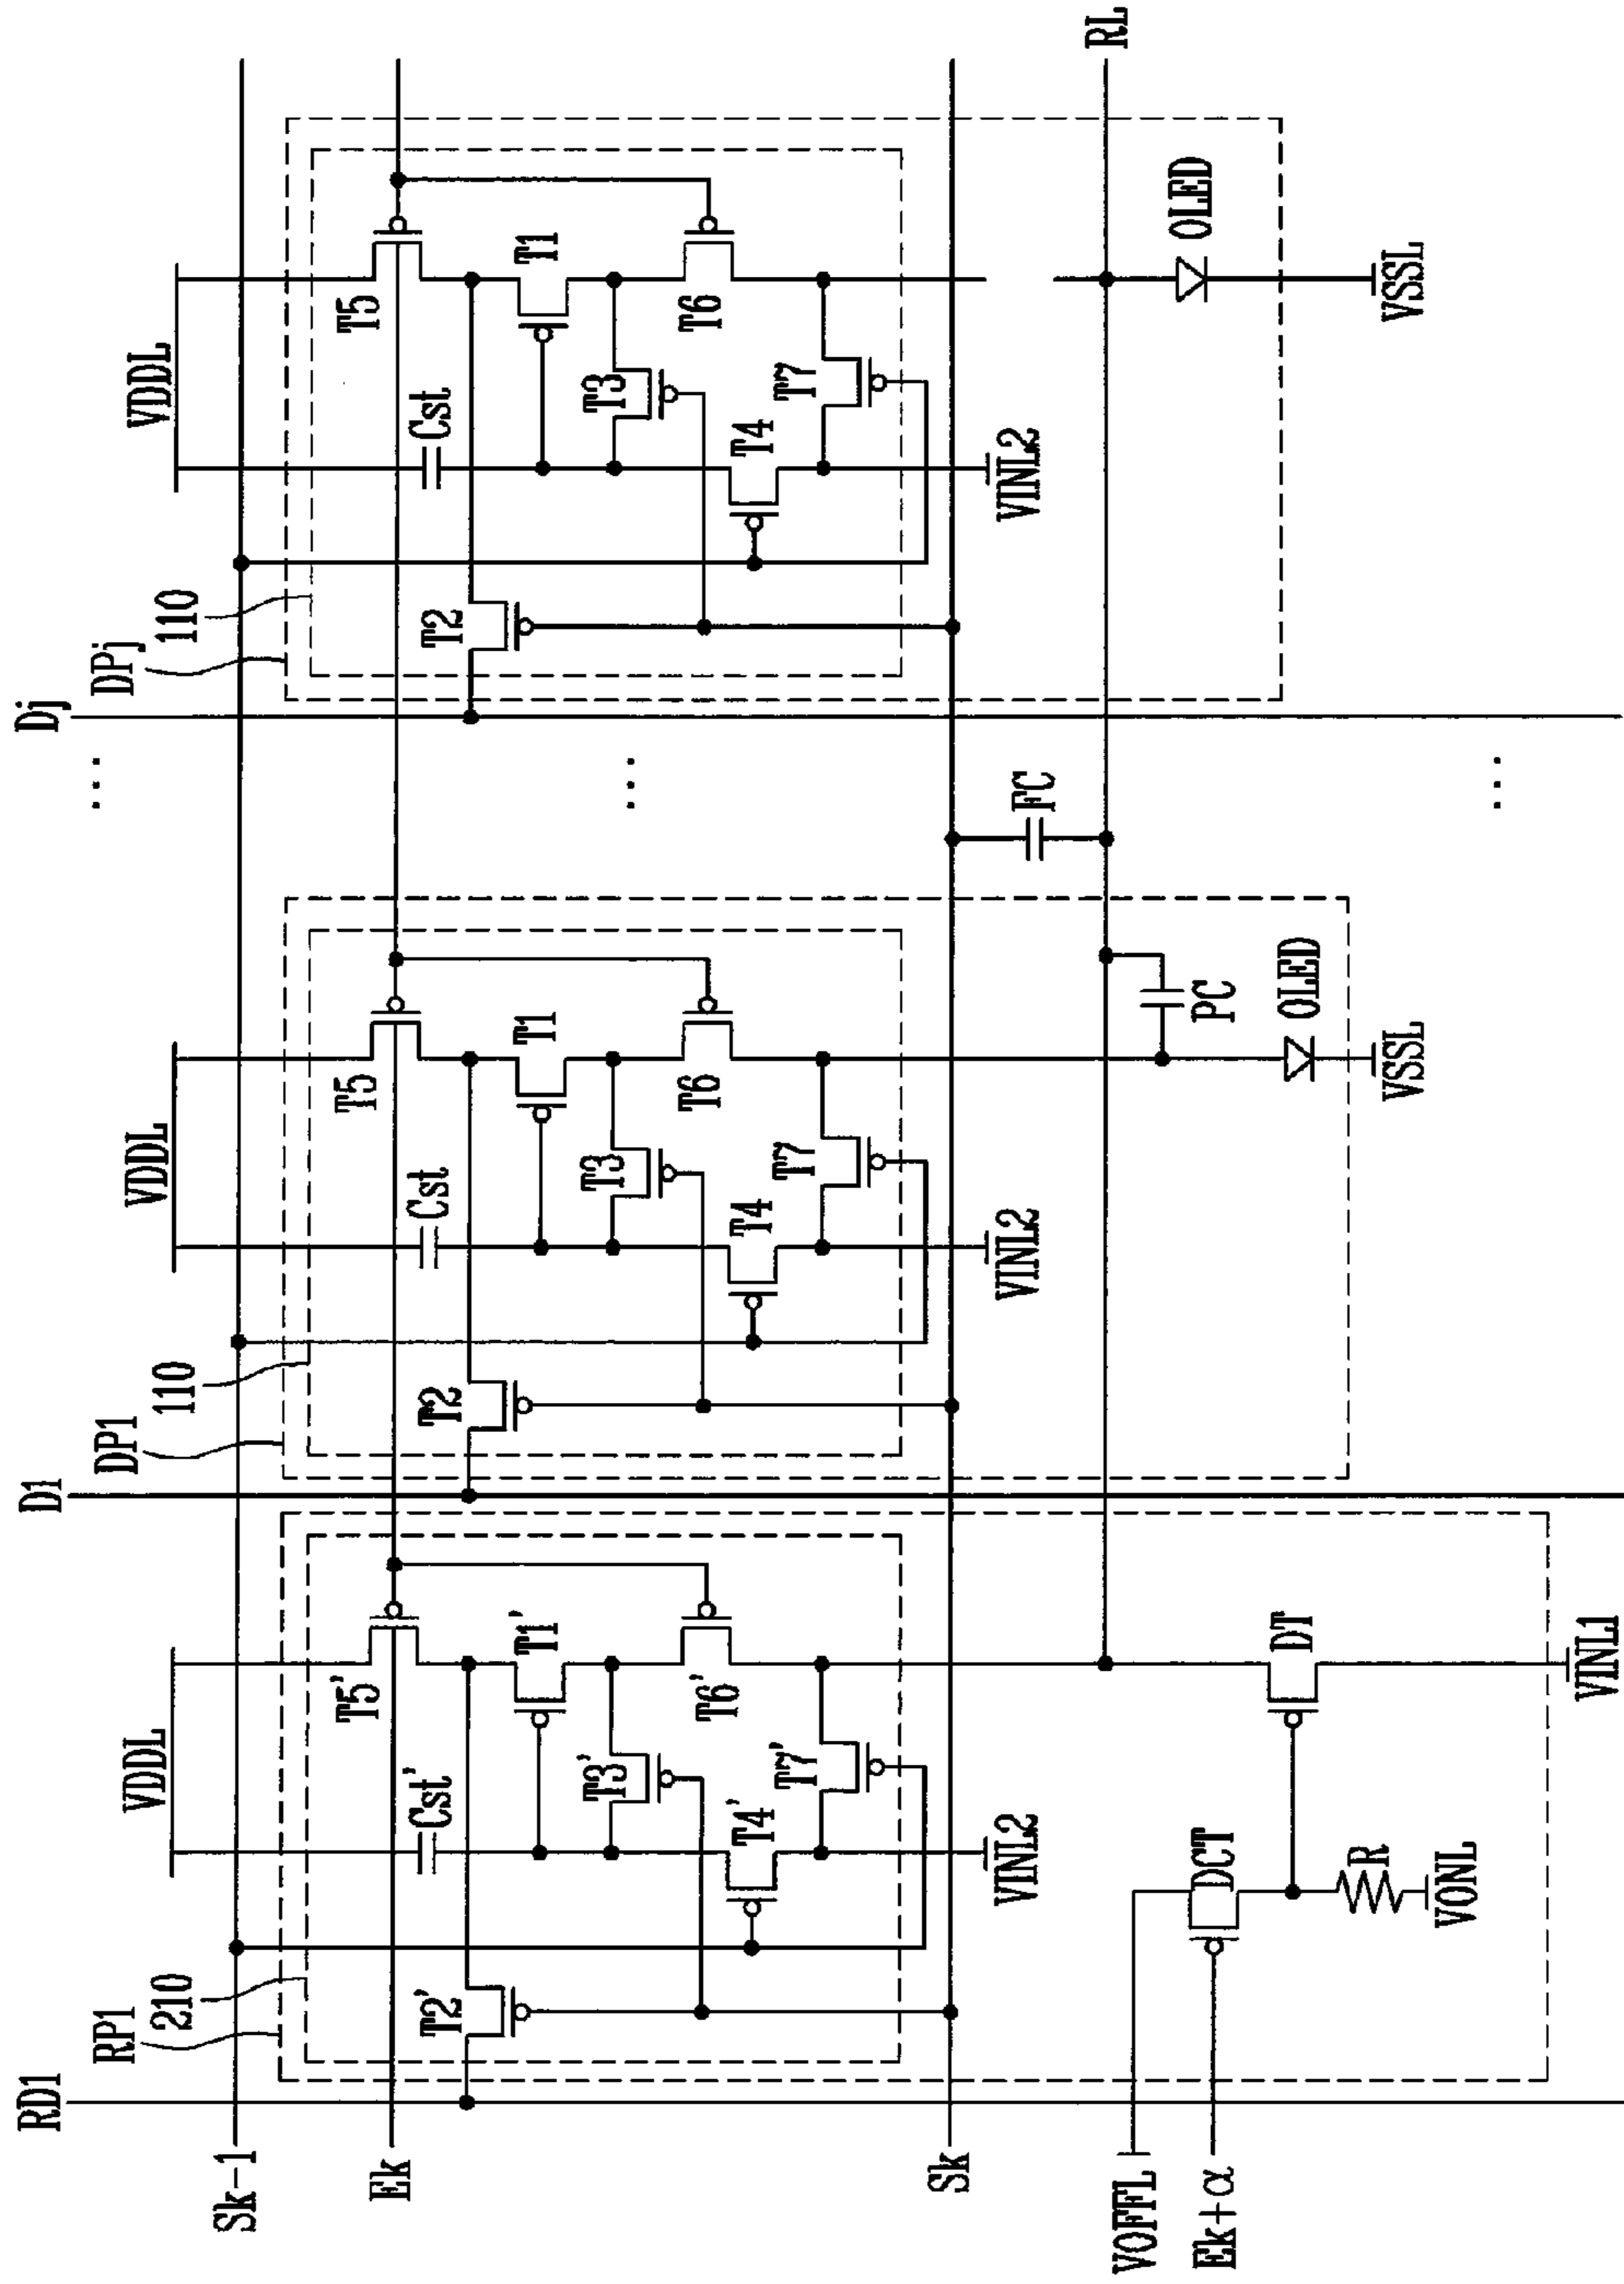 RD1
RP1
210
VDDL
T5'
Cst'
T1'
T2'
T3'
T6'
T4'
T7'
VINL2
D1
DP1
110
VDDL
T5
Cst
T1
T2
T3
T6
T4
T7
VINL2
...
...
...
Dj
DPj
110
VDDL
T5
Cst
T1
T2
T3
T6
T4
T7
VINL2
Sk-1
Ek
Sk
FC
RL
PC
OLED
VSSL
OLED
VSSL
VOFFL
Ek+α
DCT
DT
R
VONL
VINL1